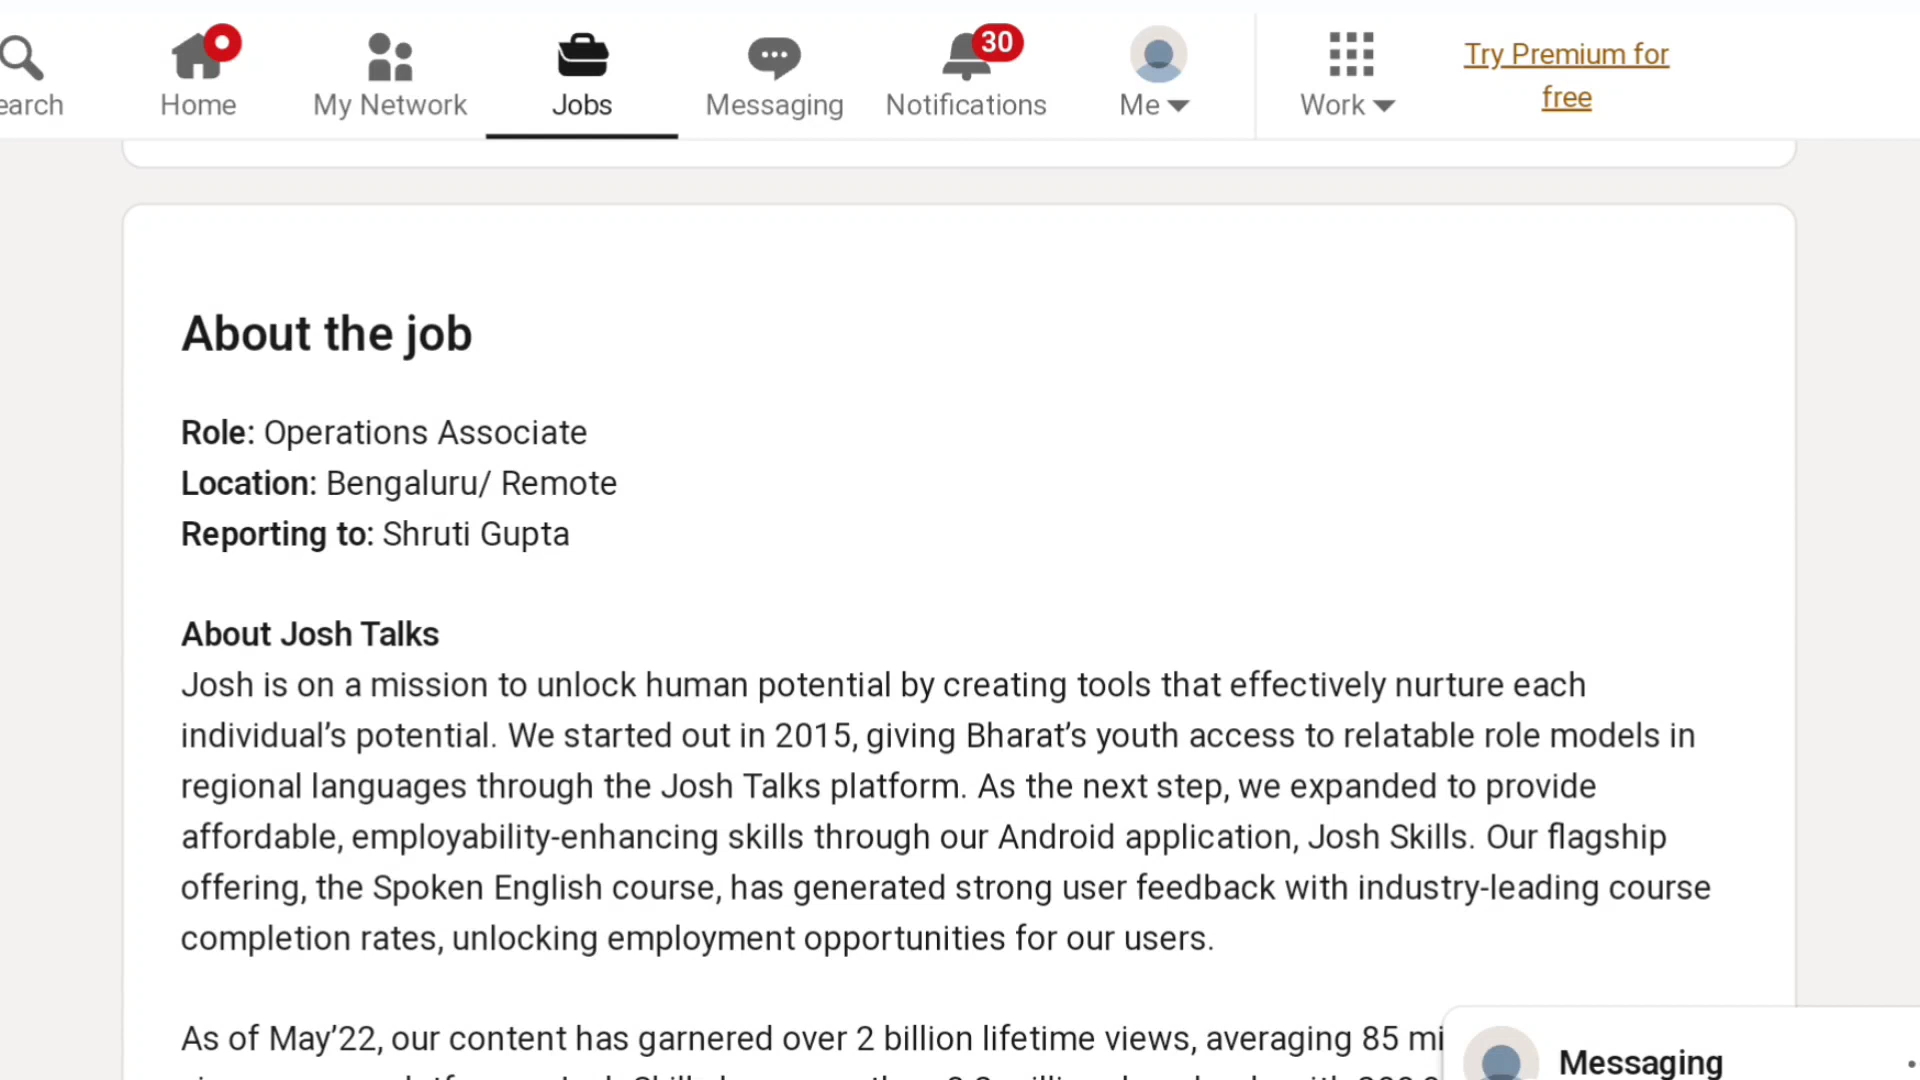 earch
Home
My Network
Jobs
Messaging
30
Notifications
Me
Work
Try Premium for
free
About the job
Role: Operations Associate
Location: Bengaluru/ Remote
Reporting to: Shruti Gupta
About Josh Talks
Josh is on a mission to unlock human potential by creating tools that effectively nurture each
individual’s potential. We started out in 2015, giving Bharat’s youth access to relatable role models in
regional languages through the Josh Talks platform. As the next step, we expanded to provide
affordable, employability-enhancing skills through our Android application, Josh Skills. Our flagship
offering, the Spoken English course, has generated strong user feedback with industry-leading course
completion rates, unlocking employment opportunities for our users.
As of May’22, our content has garnered over 2 billion lifetime views, averaging 85 mi
Messaging